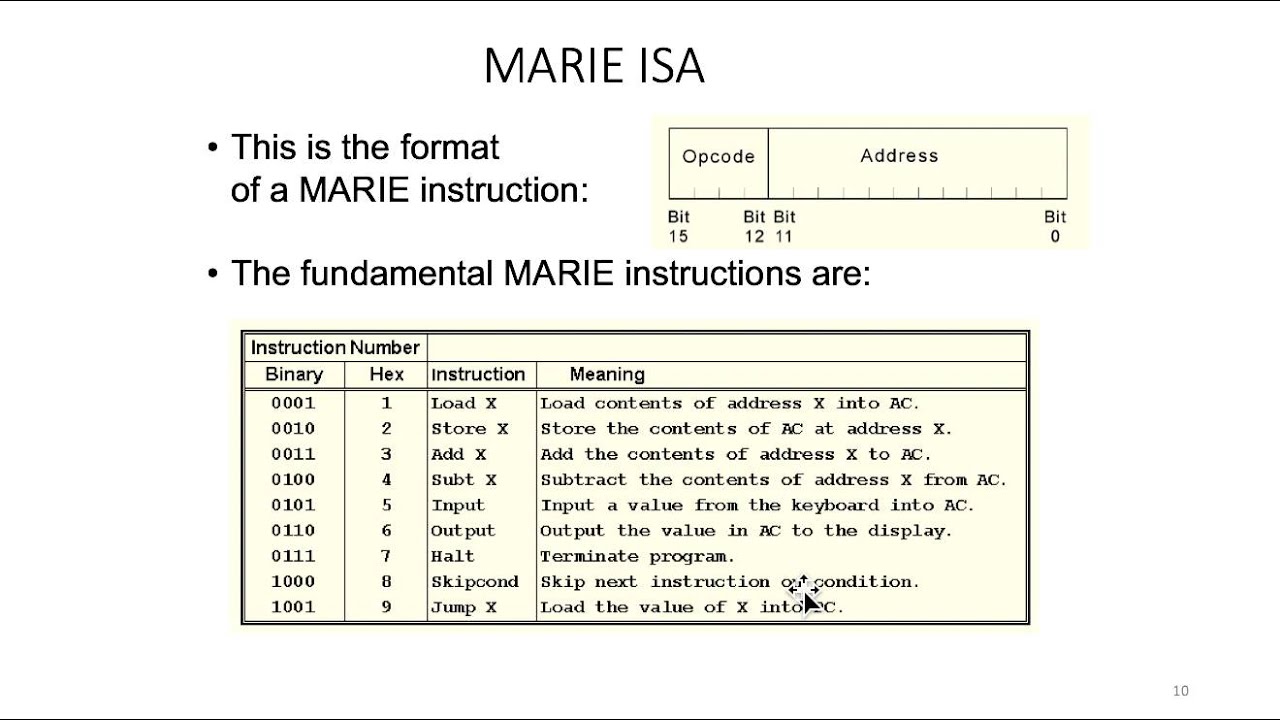 MARIE ISA
• This is the format
of a MARIE instruction:
Opcode Address
Bit Bit Bit Bit
15 12 11 0
• The fundamental MARIE instructions are:
Instruction Number
Binary Hex Instruction Meaning
0001 1 Load X Load contents of address X into AC.
0010 2 Store X Store the contents of AC at address X.
0011 3 Add X Add the contents of address X to AC.
0100 4 Subt X Subtract the contents of address X from AC.
0101 5 Input Input a value from the keyboard into AC.
0110 6 Output Output the value in AC to the display.
0111 7 Halt Terminate program.
1000 8 Skipcond Skip next instruction on condition.
1001 9 Jump X Load the value of X into PC.
10